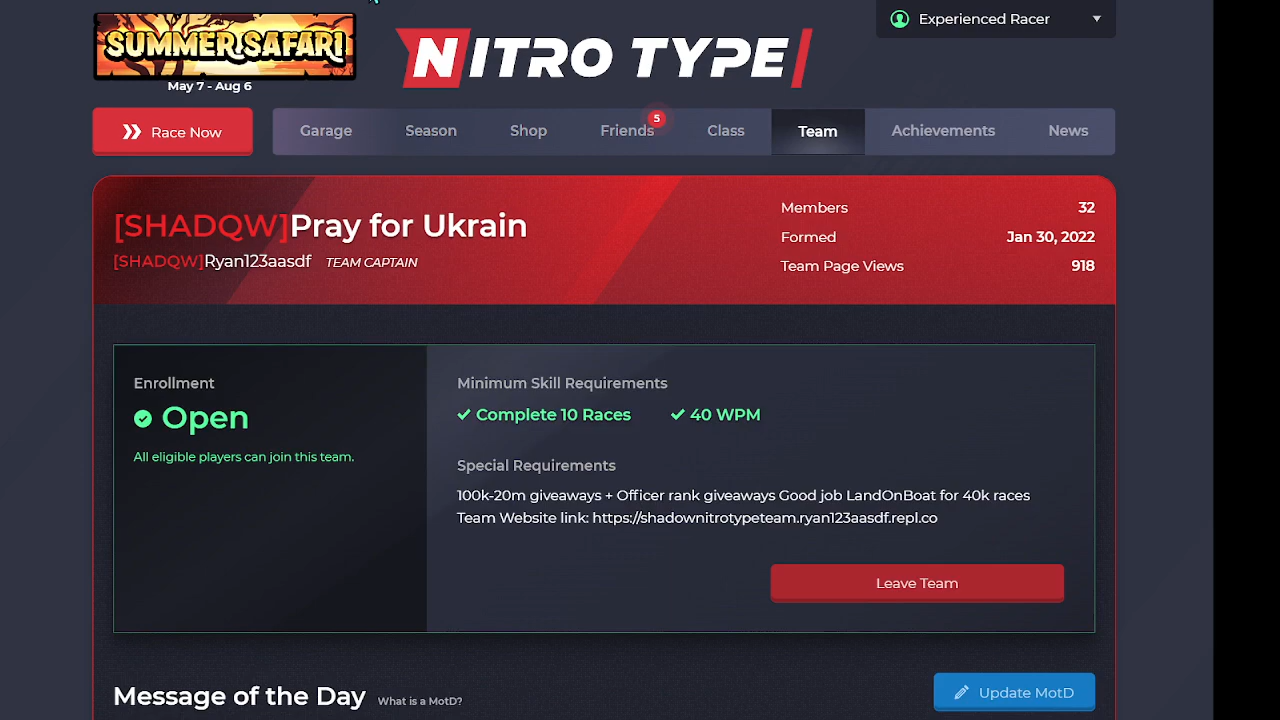 SUMMER SAFARI
May 7 - Aug 6
NITRO TYPE
Experienced Racer
Race Now
Garage
Season
Shop
Friends
5
Class
Team
Achievements
News
[SHADQW]Pray for Ukrain
[SHADQW]Ryan123aasdf TEAM CAPTAIN
Members 32
Formed Jan 30, 2022
Team Page Views 918
Enrollment
Open
All eligible players can join this team.
Minimum Skill Requirements
Complete 10 Races 40 WPM
Special Requirements
100k-20m giveaways + Officer rank giveaways Good job LandOnBoat for 40k races
Team Website link: https://shadownitrotypeteam.ryan123aasdf.repl.co
Leave Team
Message of the Day What is a MotD?
Update MotD